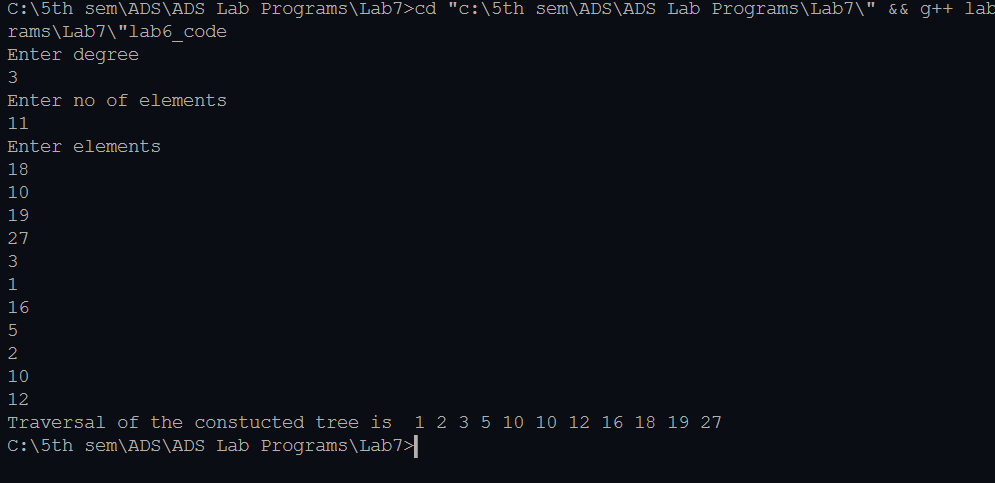 C:\5th sem\ADS\ADS Lab Programs\Lab7>cd "c:\5th sem\ADS\ADS Lab Programs\Lab7\" && g++ lab
rams\Lab7\"lab6_code
Enter degree
3
Enter no of elements
11
Enter elements
18
10
19
27
3
1
16
5
2
10
12
Traversal of the constucted tree is  1 2 3 5 10 10 12 16 18 19 27
C:\5th sem\ADS\ADS Lab Programs\Lab7>